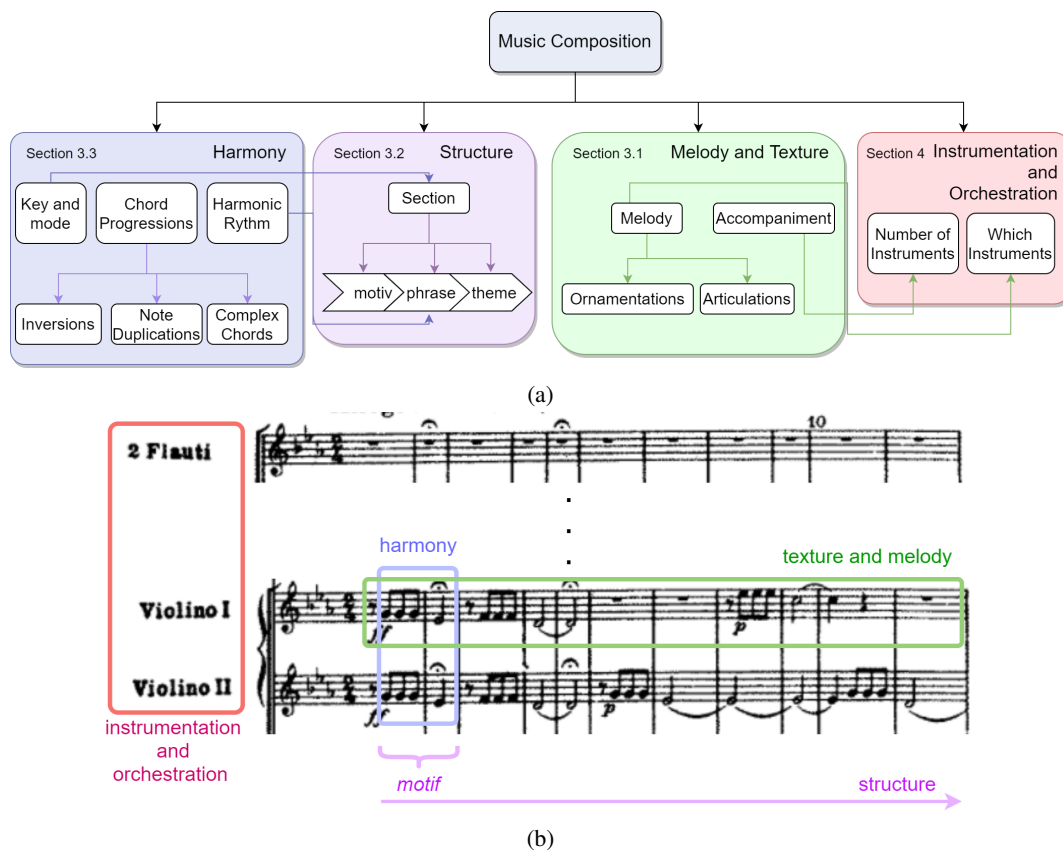 Music Composition
Section 3.3
Harmony
Key and
mode
Chord
Progressions
Harmonic
Rythm
Inversions
Note
Duplications
Complex
Chords
Section 3.2
Structure
Section
motiv
phrase
theme
Section 3.1
Melody and Texture
Melody
Accompaniment
Ornamentations
Articulations
Section 4
Instrumentation
and
Orchestration
Number of
Instruments
Which
Instruments
(a)
2 Flauti
10
harmony
texture and melody
Violino I
ff
p
Violino II
ff
p
instrumentation
and
orchestration
motif
structure
(b)